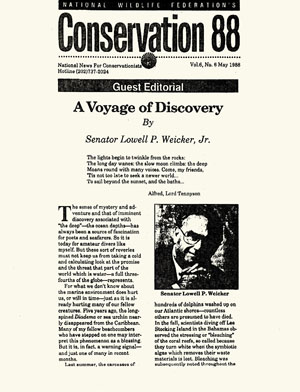 NATIONAL WILDLIFE FEDERATION'S
Conservation 88
National News For Conservationists
Hotline (202)737-2024
Vol.6, No. 6 May 1988
Guest Editorial
A Voyage of Discovery
By
Senator Lowell P. Weicker, Jr.
The lights begin to twinkle from the rocks:
The long day wanes: the slow moon climbs: the deep
Moans round with many voices. Come, my friends,
'Tis not too late to seek a newer world...
To sail beyond the sunset, and the baths...
Alfred, Lord Tennyson
The sense of mystery and ad-
venture and that of imminent
discovery associated with
"the deep"—the ocean depths—has
always been a source of fascination
for poets and seafarers. So it is
today for amateur divers like
myself. But these sort of reveries
must not keep us from taking a cold
and calculating look at the promise
and the threat that part of the
world which is water—a full three-
fourths of the globe—represents.
For what we don't know about
the marine environment does hurt
us, or will in time—just as it is al-
ready hurting many of our fellow
creatures. Five years ago, the long-
spined Diadema or sea urchin near-
ly disappeared from the Caribbean.
Many of my fellow beachcombers
who have stepped on one may inter-
pret this phenomenon as a blessing.
But it is, in fact, a warning signal—
and just one of many in recent
months.
Last summer, the carcasses of
Senator Lowell P. Weicker
hundreds of dolphins washed up on
our Atlantic shores—countless
others are presumed to have died.
In the fall, scientists diving off Lee
Stocking Island in the Bahamas ob-
served the stressing or "bleaching"
of the coral reefs, so called because
they turn white when the symbiotic
algae which removes their waste
materials is lost. Bleaching was
subsequently noted throughout the